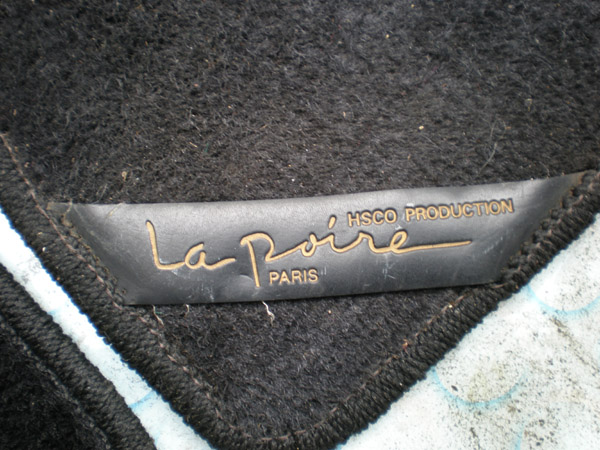 HSCO PRODUCTION
La poire
PARIS